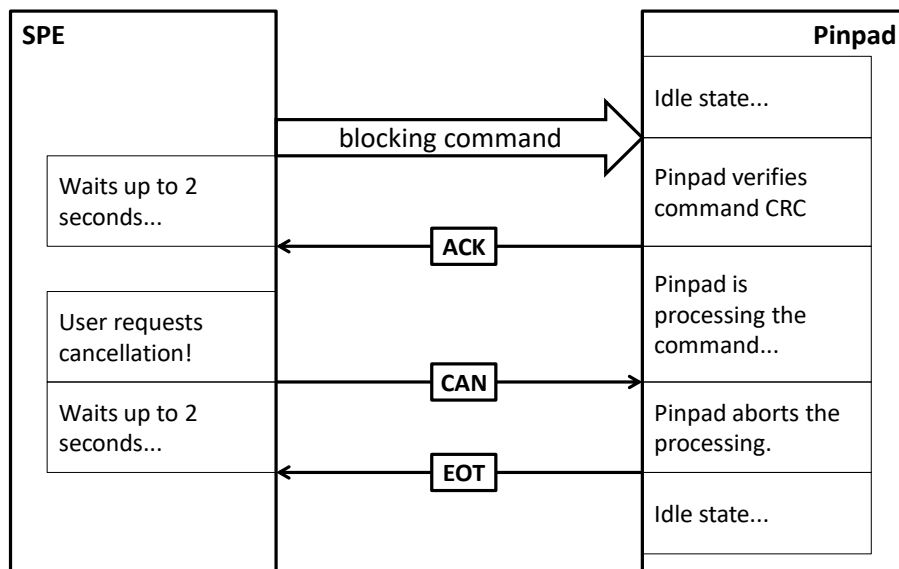 SPE
Pinpad
Idle state...
blocking command
Waits up to 2
seconds...
Pinpad verifies
command CRC
ACK
Pinpad is
processing the
command...
User requests
cancellation!
CAN
Waits up to 2
seconds...
Pinpad aborts the
processing.
EOT
Idle state...